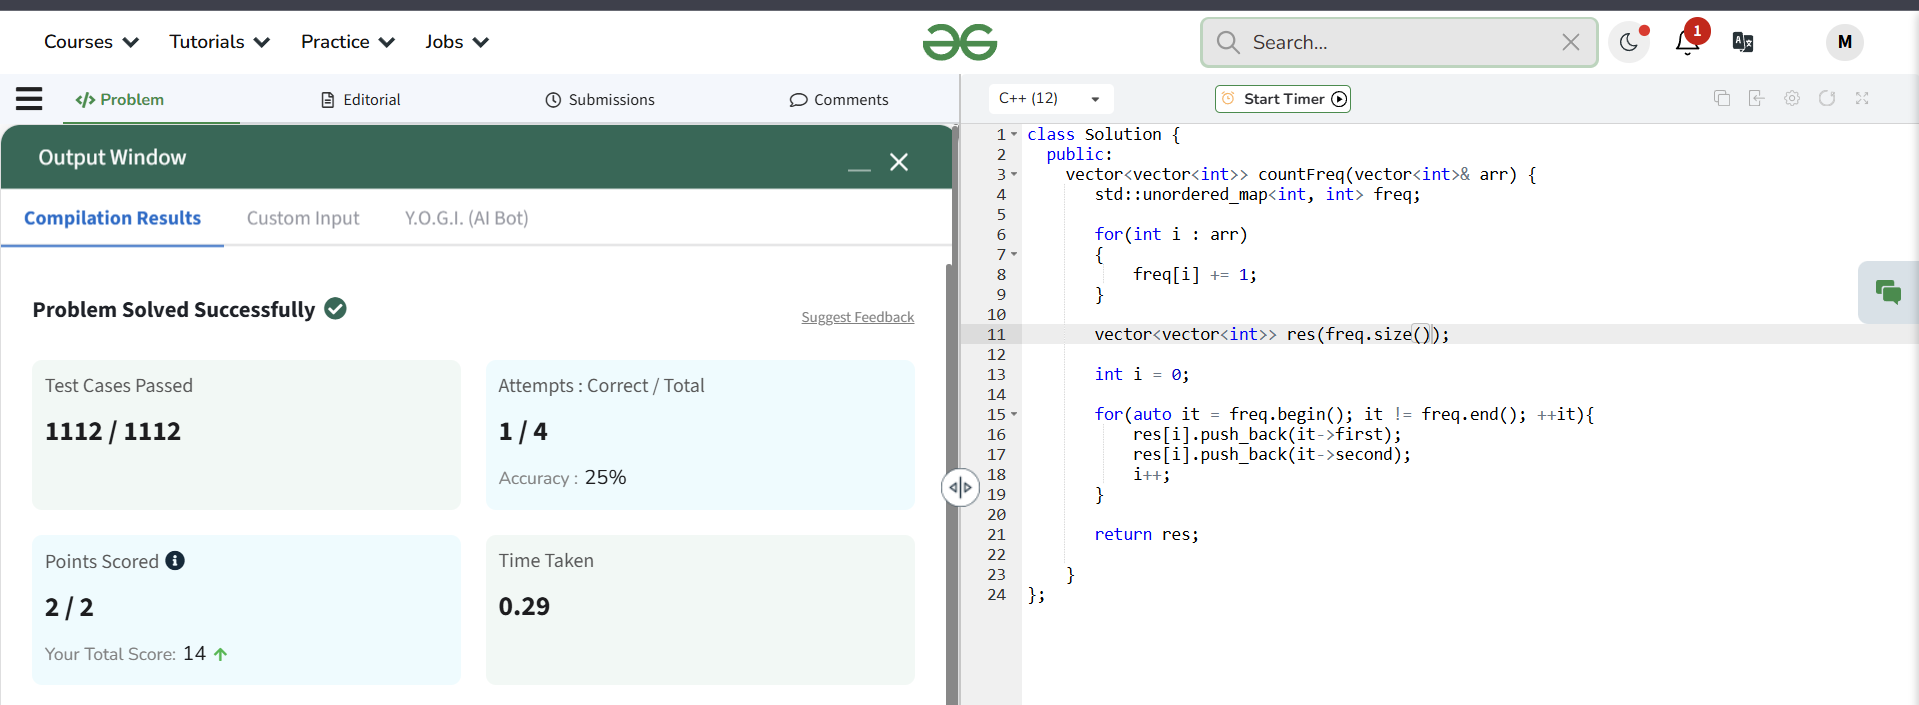 Courses Tutorials Practice Jobs Search... 1 M
</> Problem Editorial Submissions Comments
C++ (12) Start Timer
Output Window
Compilation Results Custom Input Y.O.G.I. (AI Bot)
Problem Solved Successfully
Suggest Feedback
Test Cases Passed
1112 / 1112
Attempts : Correct / Total
1 / 4
Accuracy : 25%
Points Scored
2 / 2
Your Total Score: 14
Time Taken
0.29
1 class Solution {
2   public:
3     vector<vector<int>> countFreq(vector<int>& arr) {
4        std::unordered_map<int, int> freq;
5
6        for(int i : arr)
7        {
8            freq[i] += 1;
9        }
10
11        vector<vector<int>> res(freq.size());
12
13        int i = 0;
14
15        for(auto it = freq.begin(); it != freq.end(); ++it){
16            res[i].push_back(it->first);
17            res[i].push_back(it->second);
18            i++;
19        }
20
21        return res;
22
23     }
24 };